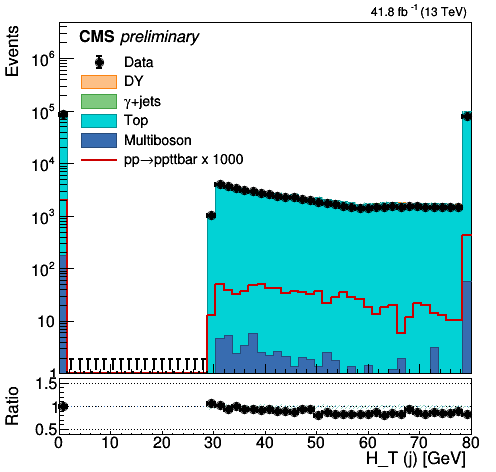 41.8 fb⁻¹ (13 TeV)
Events
CMS preliminary
Data
DY
γ+jets
Top
Multiboson
pp→ppttbar x 1000
10⁶
10⁵
10⁴
10³
10²
10
1
Ratio
1.5
1
0.5
0 10 20 30 40 50 60 70 80
H_T (j) [GeV]